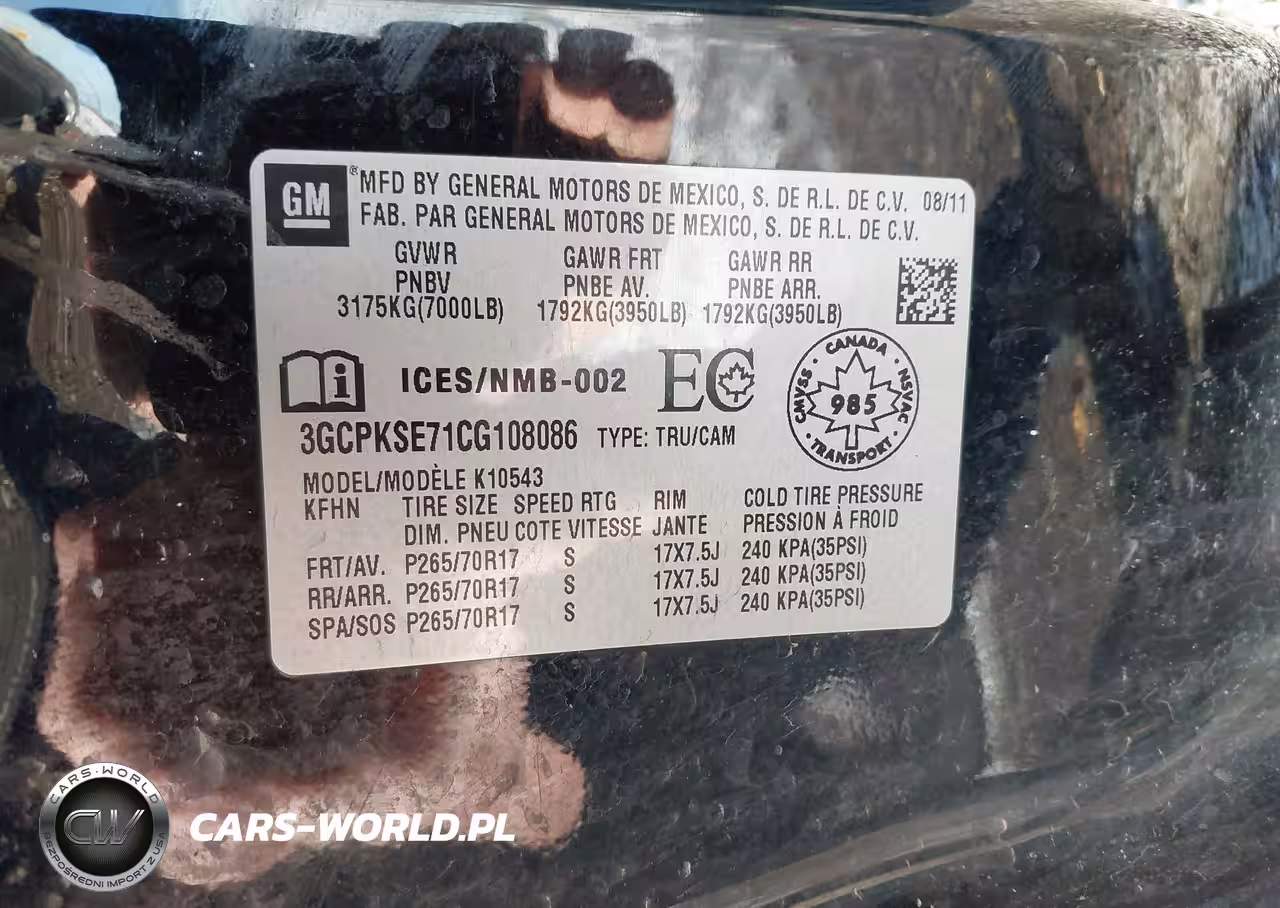 GM ® MFD BY GENERAL MOTORS DE MEXICO, S. DE R.L. DE C.V. 08/11
FAB. PAR GENERAL MOTORS DE MEXICO, S. DE R.L. DE C.V.
GVWR GAWR FRT GAWR RR
PNBV PNBE AV. PNBE ARR.
3175KG(7000LB) 1792KG(3950LB) 1792KG(3950LB)
i ICES/NMB-002 EC
CANADA CMVSS NSVAC 985 TRANSPORT
3GCPKSE71CG108086 TYPE: TRU/CAM
MODEL/MODÈLE K10543
KFHN TIRE SIZE SPEED RTG RIM COLD TIRE PRESSURE
DIM. PNEU COTE VITESSE JANTE PRESSION À FROID
FRT/AV. P265/70R17 S 17X7.5J 240 KPA(35PSI)
RR/ARR. P265/70R17 S 17X7.5J 240 KPA(35PSI)
SPA/SOS P265/70R17 S 17X7.5J 240 KPA(35PSI)
CARS-WORLD
CW
BEZPOŚREDNI IMPORT Z USA
CARS-WORLD.PL